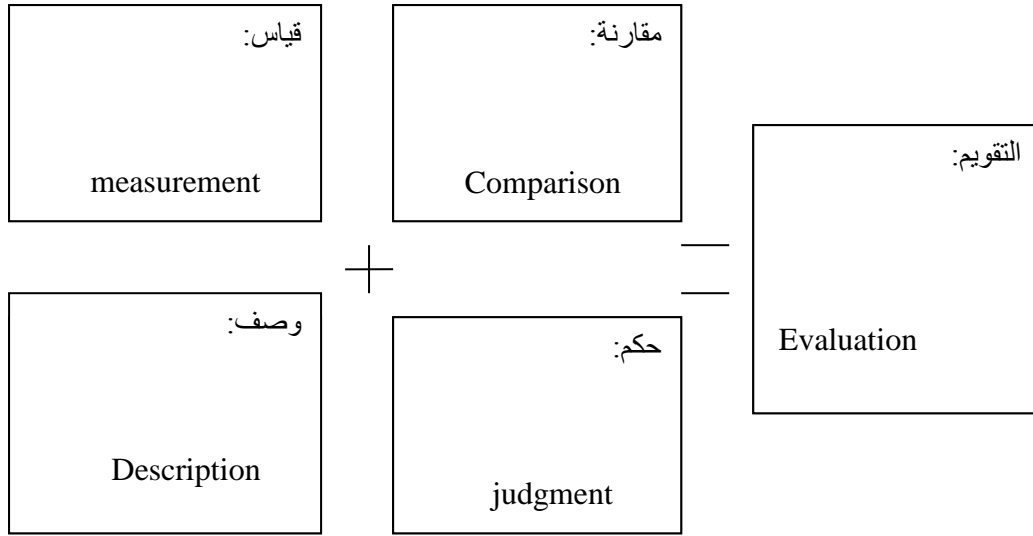 قياس:
measurement
مقارنة:
Comparison
التقويم:
Evaluation
وصف:
Description
حكم:
judgment
+
=